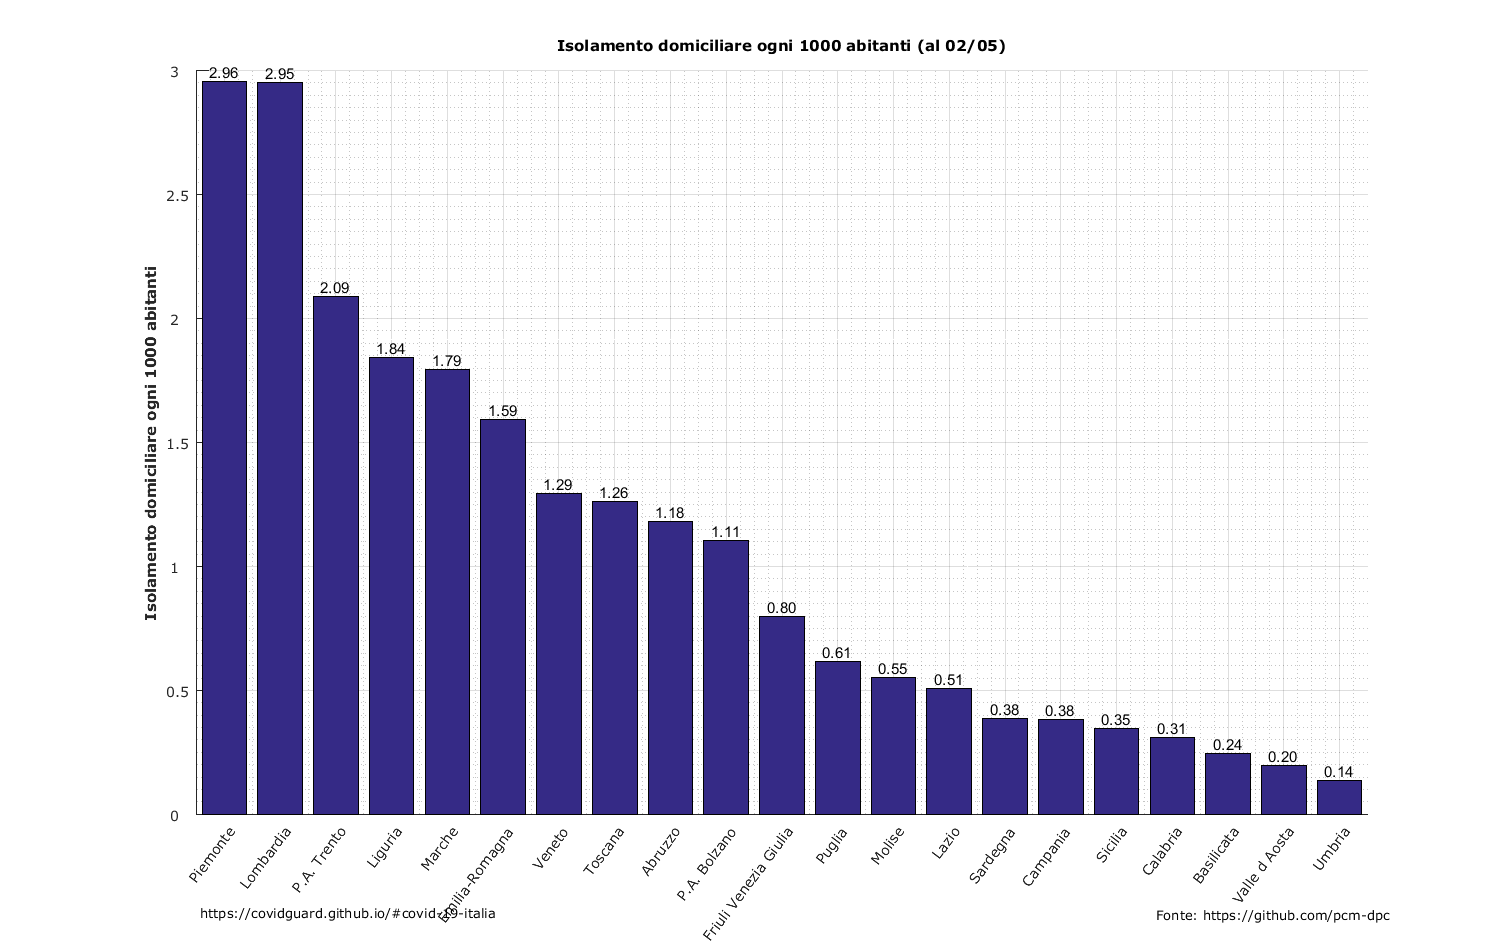 Isolamento domiciliare ogni 1000 abitanti (al 02/05)
Isolamento domiciliare ogni 1000 abitanti
3
2.5
2
1.5
1
0.5
0
2.96
2.95
2.09
1.84
1.79
1.59
1.29
1.26
1.18
1.11
0.80
0.61
0.55
0.51
0.38
0.38
0.35
0.31
0.24
0.20
0.14
Piemonte
Lombardia
P.A. Trento
Liguria
Marche
Emilia-Romagna
Veneto
Toscana
Abruzzo
P.A. Bolzano
Friuli Venezia Giulia
Puglia
Molise
Lazio
Sardegna
Campania
Sicilia
Calabria
Basilicata
Valle d Aosta
Umbria
https://covidguard.github.io/#covid-19-italia
Fonte: https://github.com/pcm-dpc